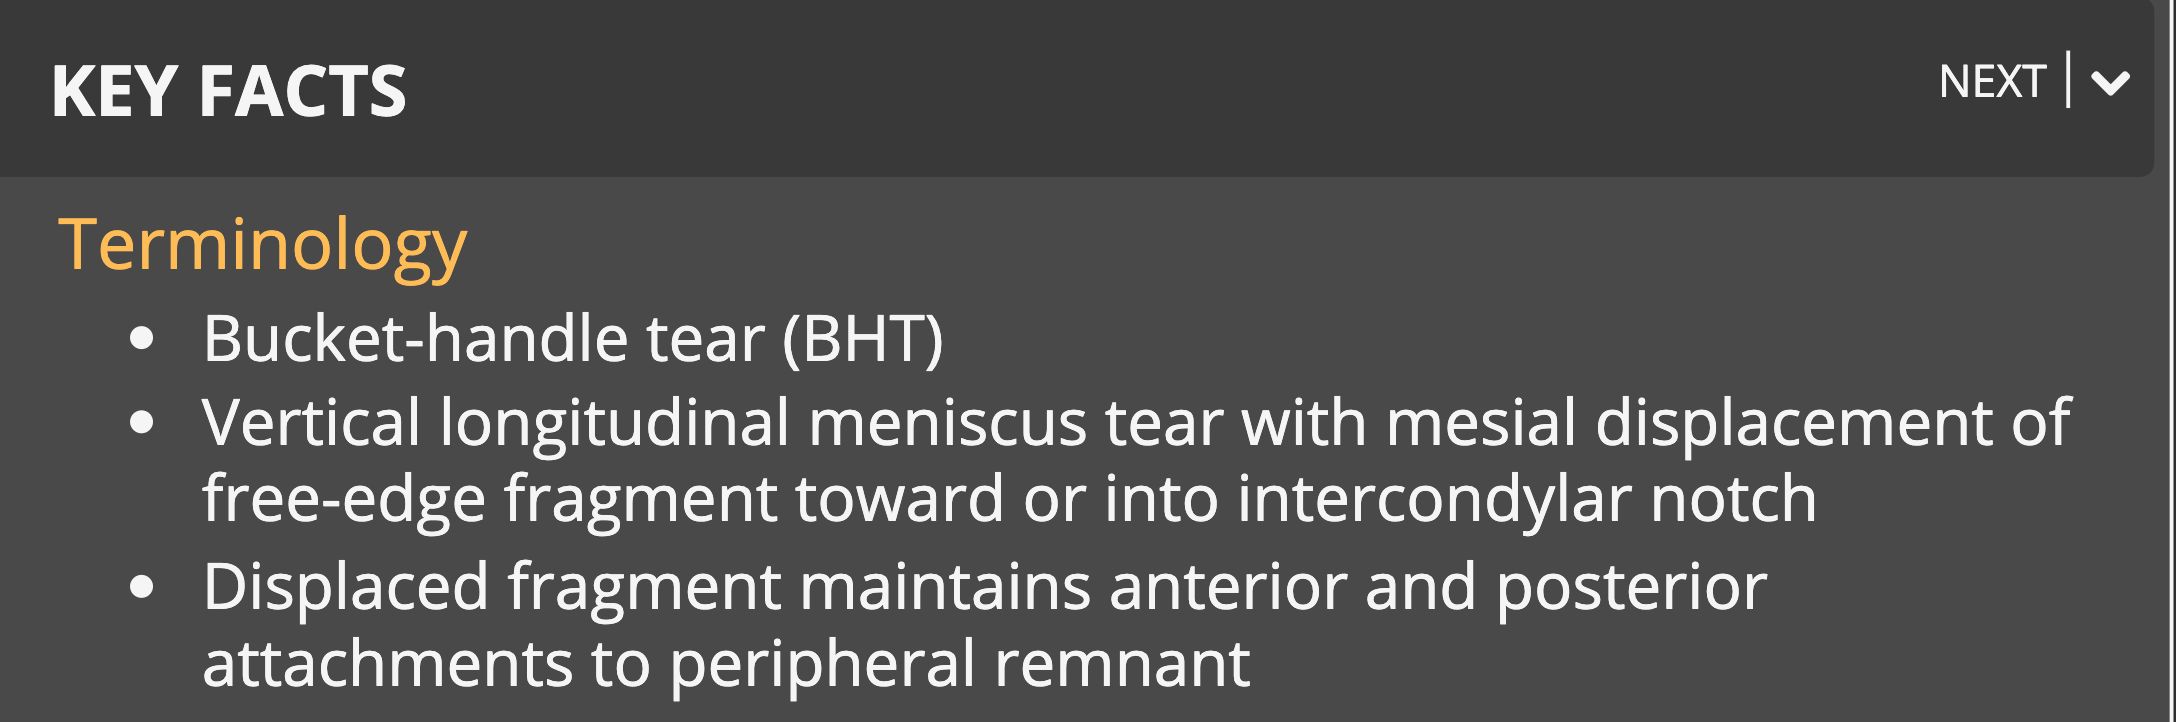 KEY FACTS
NEXT
Terminology
• Bucket-handle tear (BHT)
• Vertical longitudinal meniscus tear with mesial displacement of
free-edge fragment toward or into intercondylar notch
• Displaced fragment maintains anterior and posterior
attachments to peripheral remnant